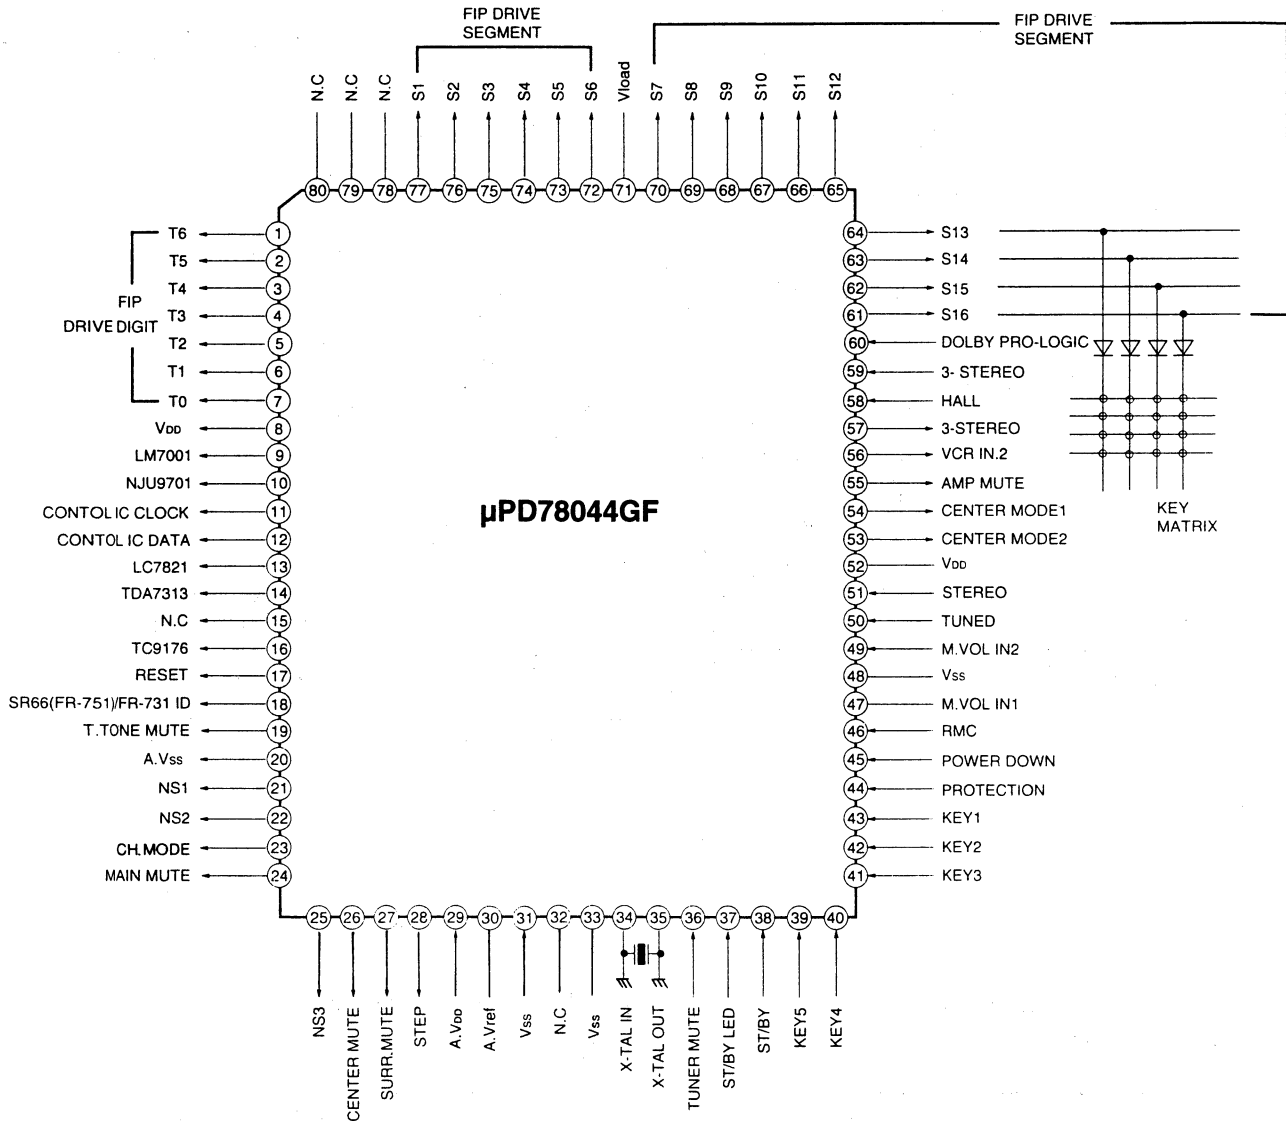 FIP DRIVE
SEGMENT
FIP DRIVE
SEGMENT
N.C
N.C
N.C
S1
S2
S3
S4
S5
S6
Vload
S7
S8
S9
S10
S11
S12
80
79
78
77
76
75
74
73
72
71
70
69
68
67
66
65
T6 1
T5 2
T4 3
FIP
DRIVE DIGIT
T3 4
T2 5
T1 6
T0 7
VDD 8
LM7001 9
NJU9701 10
CONTOL IC CLOCK 11
CONTOL IC DATA 12
LC7821 13
TDA7313 14
N.C 15
TC9176 16
RESET 17
SR66(FR-751)/FR-731 ID 18
T.TONE MUTE 19
A.Vss 20
NS1 21
NS2 22
CH.MODE 23
MAIN MUTE 24
µPD78044GF
64 S13
63 S14
62 S15
61 S16
60 DOLBY PRO-LOGIC
59 3- STEREO
58 HALL
57 3-STEREO
56 VCR IN.2
55 AMP MUTE
54 CENTER MODE1
53 CENTER MODE2
52 VDD
51 STEREO
50 TUNED
49 M.VOL IN2
48 Vss
47 M.VOL IN1
46 RMC
45 POWER DOWN
44 PROTECTION
43 KEY1
42 KEY2
41 KEY3
KEY
MATRIX
25
26
27
28
29
30
31
32
33
34
35
36
37
38
39
40
NS3
CENTER MUTE
SURR.MUTE
STEP
A.VDD
A.Vref
Vss
N.C
Vss
X-TAL IN
X-TAL OUT
TUNER MUTE
ST/BY LED
ST/BY
KEY5
KEY4